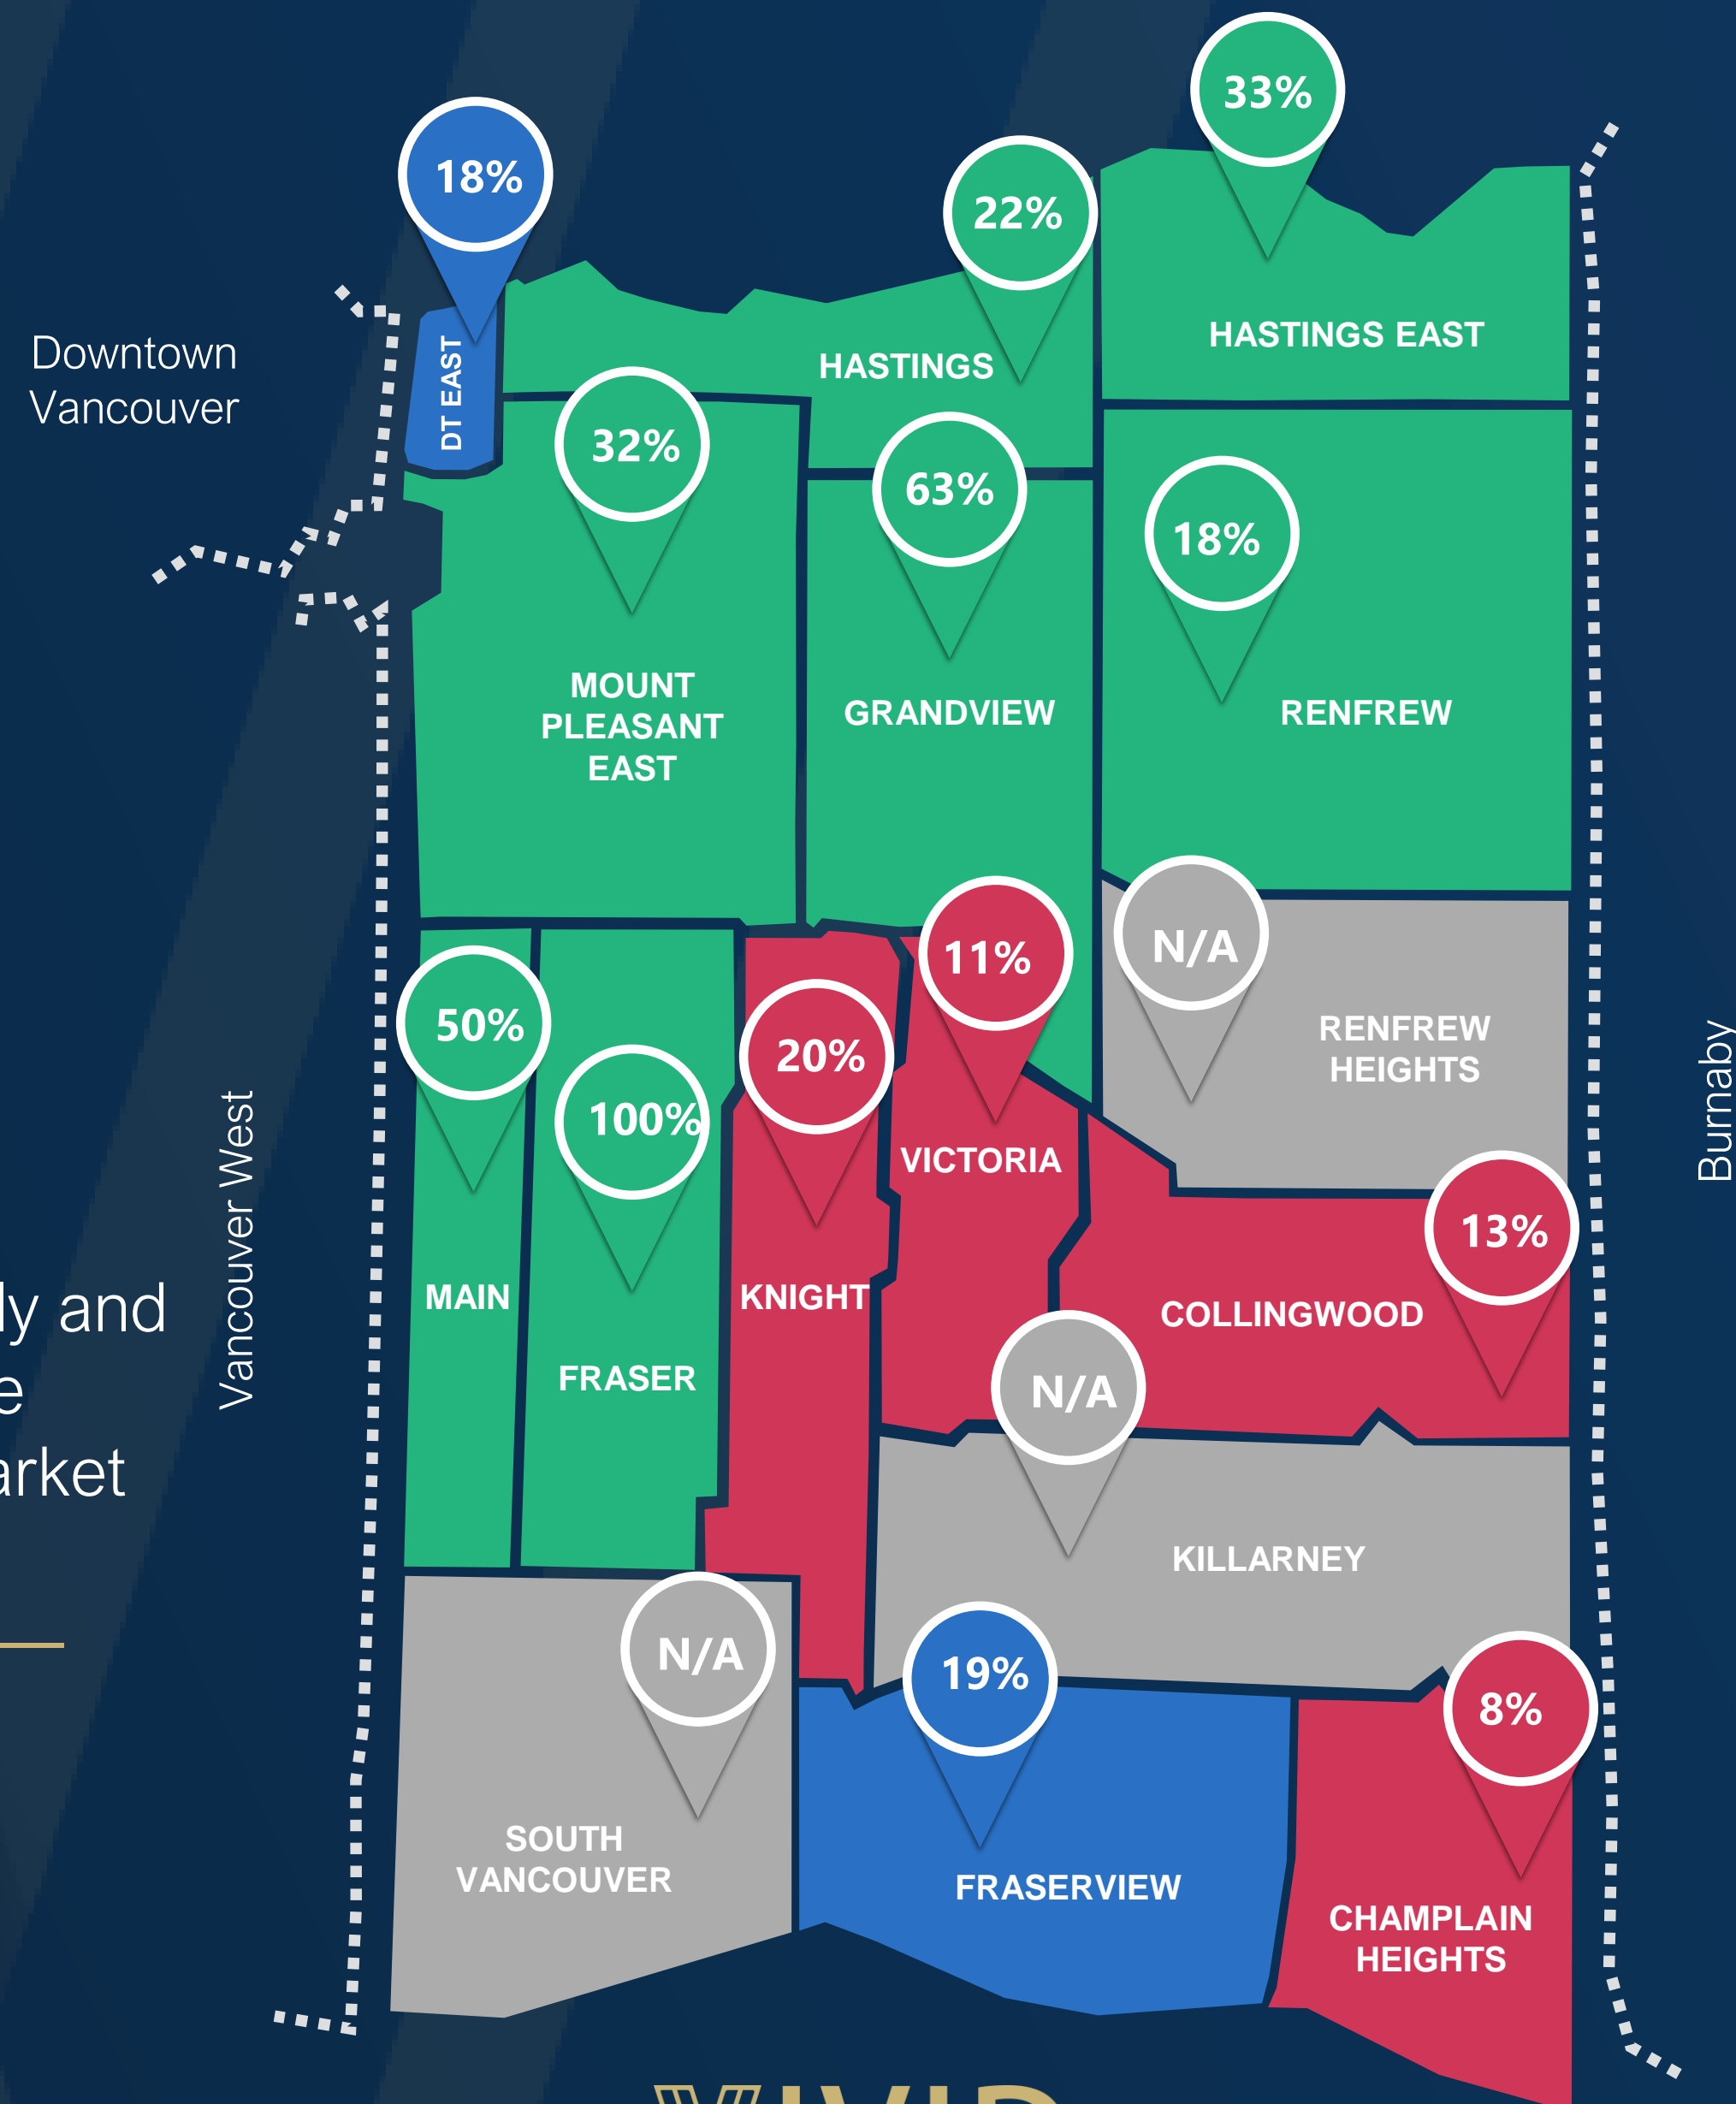 33%
18%
22%
HASTINGS EAST
Downtown
Vancouver
DT EAST
HASTINGS
32%
63%
18%
MOUNT
PLEASANT
EAST
GRANDVIEW
RENFREW
11%
N/A
50%
20%
100%
RENFREW
HEIGHTS
Burnaby
Vancouver West
VICTORIA
13%
MAIN
KNIGHT
COLLINGWOOD
ly and
FRASER
N/A
e
arket
KILLARNEY
N/A
19%
8%
SOUTH
VANCOUVER
FRASERVIEW
CHAMPLAIN
HEIGHTS
VIVID